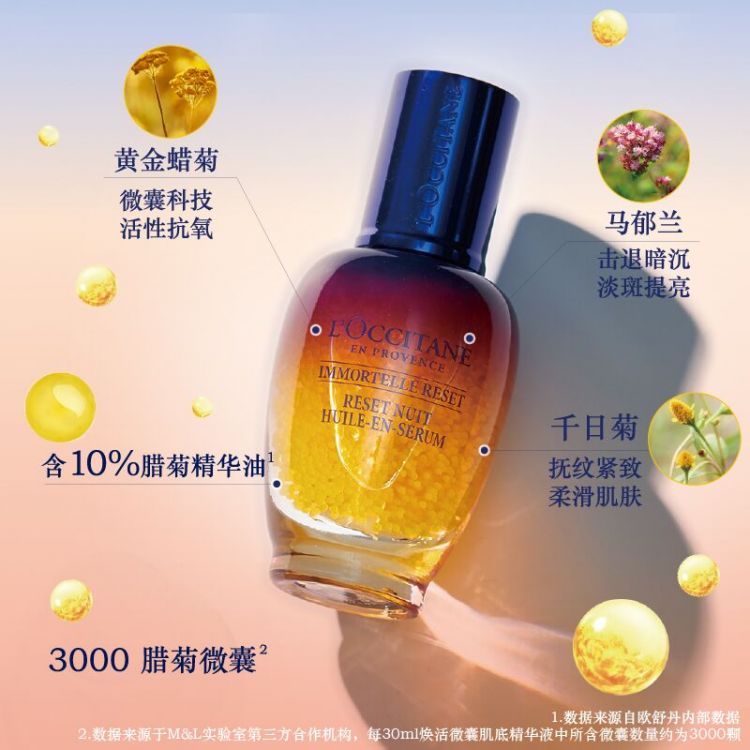 黄金蜡菊
微囊科技
活性抗氧
马郁兰
击退暗沉
淡斑提亮
L'OCCITANE
L'OCCITANE
EN PROVENCE
IMMORTELLE RESET
RESET NUIT
HUILE-EN-SERUM
千日菊
抚纹紧致
柔滑肌肤
含10%腊菊精华油1
3000 腊菊微囊2
1.数据来源自欧舒丹内部数据
2.数据来源于M&L实验室第三方合作机构，每30ml焕活微囊肌底精华液中所含微囊数量约为3000颗